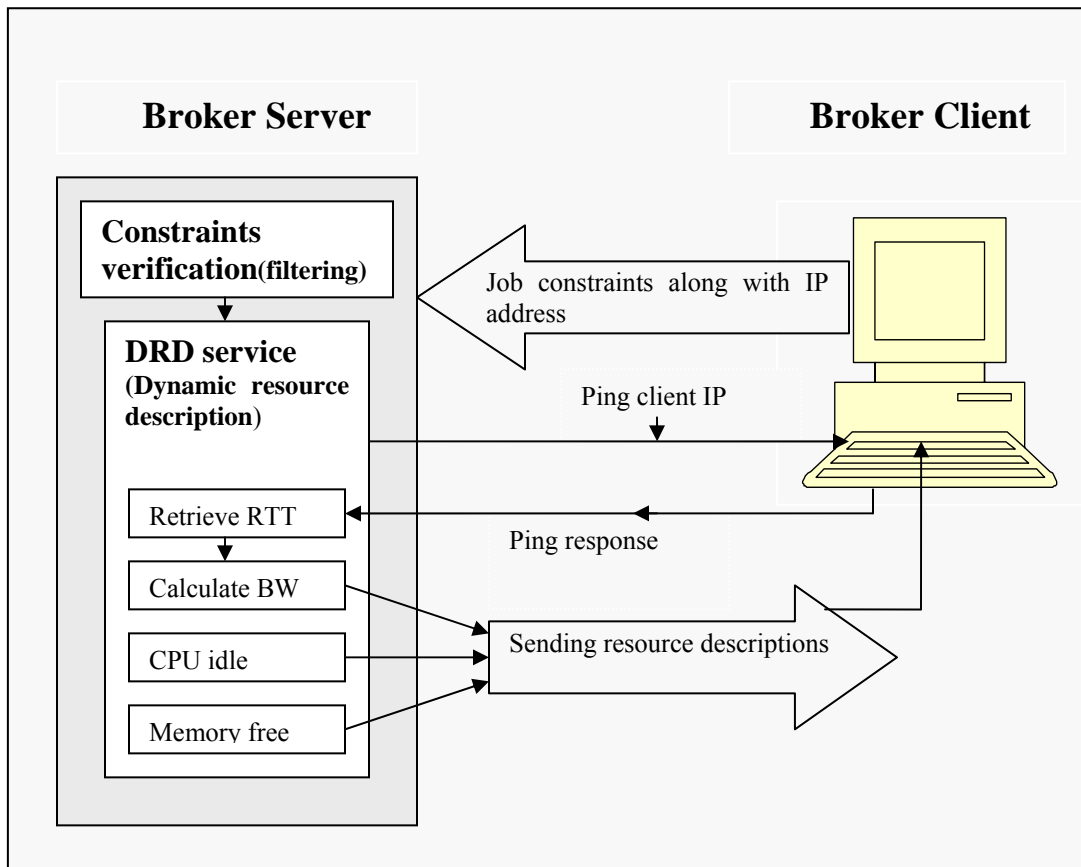 Broker Server
Broker Client
Constraints
verification(filtering)
Job constraints along with IP
address
DRD service
(Dynamic resource
description)
Ping client IP
Retrieve RTT
Ping response
Calculate BW
Sending resource descriptions
CPU idle
Memory free